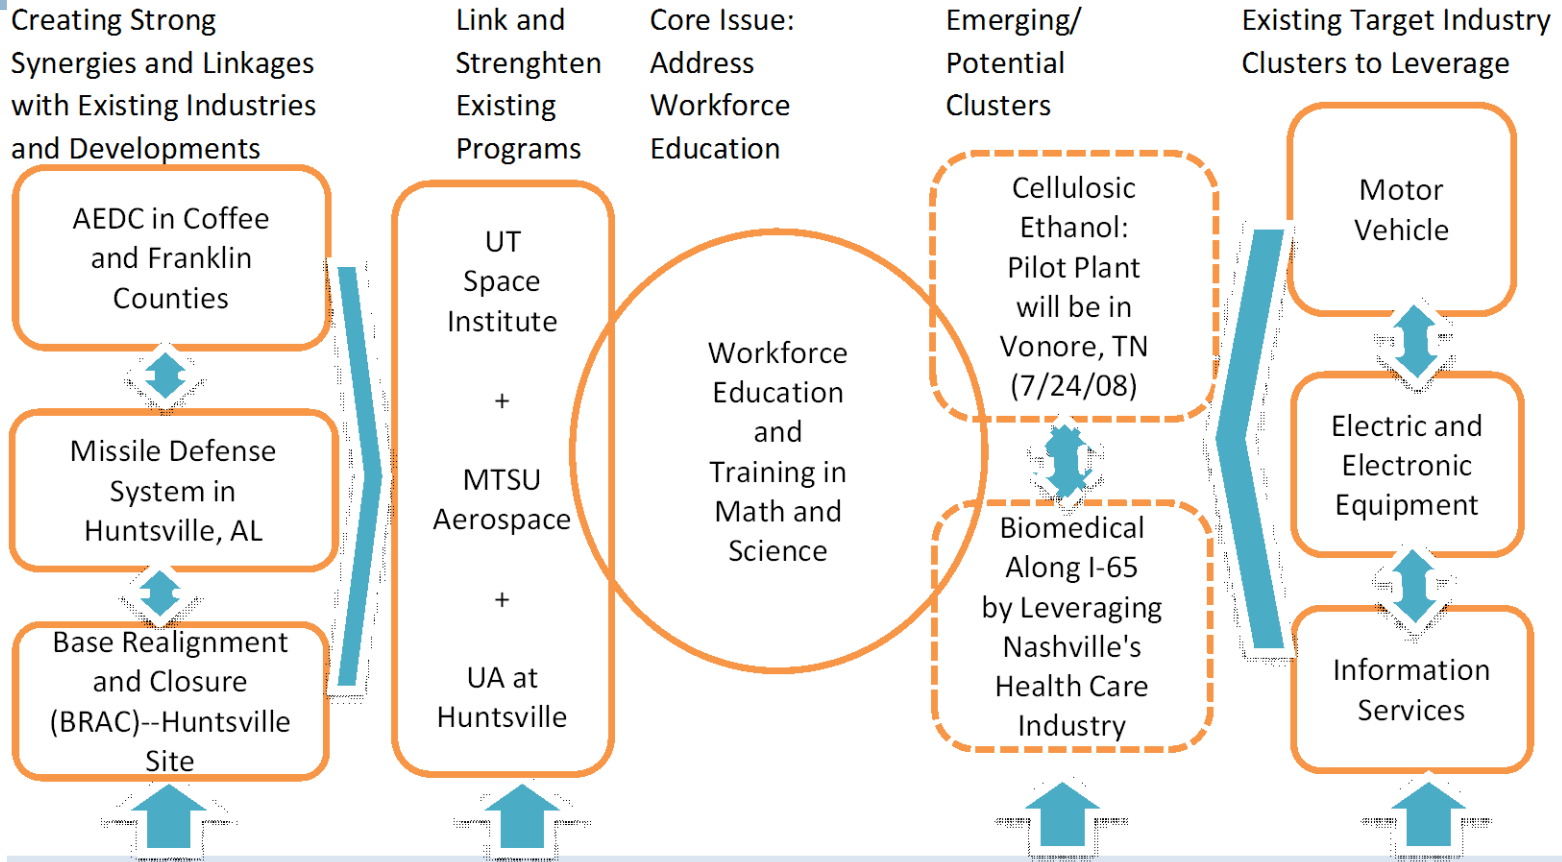 Creating Strong
Synergies and Linkages
with Existing Industries
and Developments
Link and
Strenghten
Existing
Programs
Core Issue:
Address
Workforce
Education
Emerging/
Potential
Clusters
Existing Target Industry
Clusters to Leverage
AEDC in Coffee
and Franklin
Counties
Missile Defense
System in
Huntsville, AL
Base Realignment
and Closure
(BRAC)--Huntsville
Site
UT
Space
Institute
+
MTSU
Aerospace
+
UA at
Huntsville
Workforce
Education
and
Training in
Math and
Science
Cellulosic
Ethanol:
Pilot Plant
will be in
Vonore, TN
(7/24/08)
Biomedical
Along I-65
by Leveraging
Nashville's
Health Care
Industry
Motor
Vehicle
Electric and
Electronic
Equipment
Information
Services